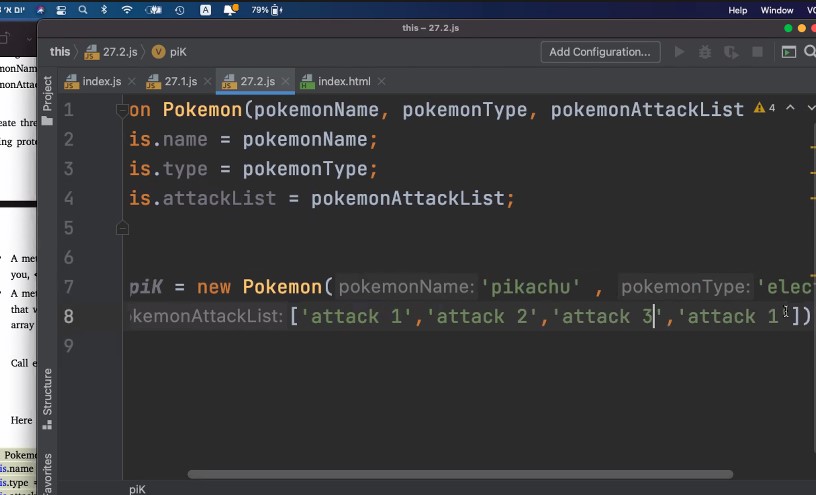 יום א׳
A
79%
Help Window
this – 27.2.js
this 27.2.js V piK
Add Configuration...
index.js 27.1.js 27.2.js index.html
Project
1 on Pokemon(pokemonName, pokemonType, pokemonAttackList 4
2 is.name = pokemonName;
3 is.type = pokemonType;
4 is.attackList = pokemonAttackList;
5
6
7 piK = new Pokemon( pokemonName: 'pikachu' , pokemonType: 'elec
8 kemonAttackList: ['attack 1','attack 2','attack 3','attack 1'])
9
Structure
Favorites
piK
monNam
monAttac
eate thre
ing prote
A met
you,
A met
that w
array
Call e
Here
Pokemo
is.name
is.type =